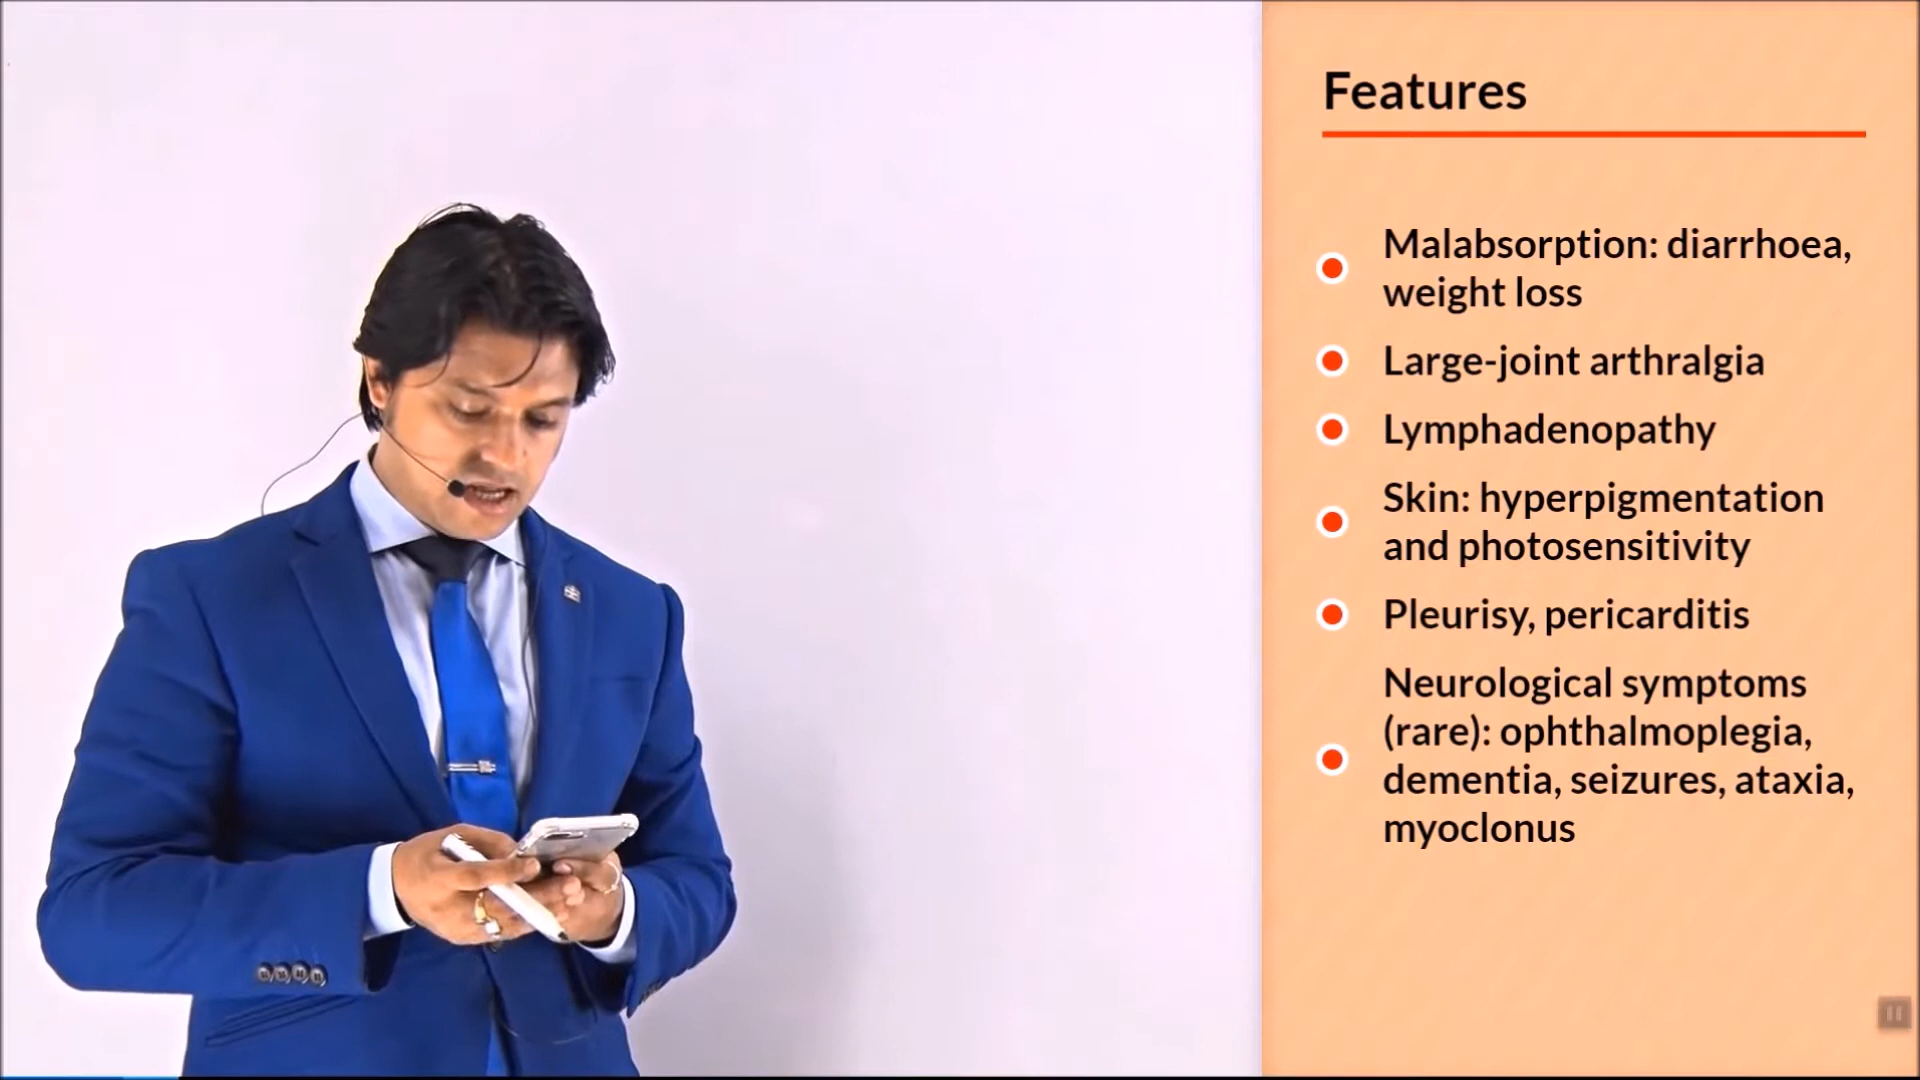 Features
Malabsorption: diarrhoea,
weight loss
Large-joint arthralgia
Lymphadenopathy
Skin: hyperpigmentation
and photosensitivity
Pleurisy, pericarditis
Neurological symptoms
(rare): ophthalmoplegia,
dementia, seizures, ataxia,
myoclonus